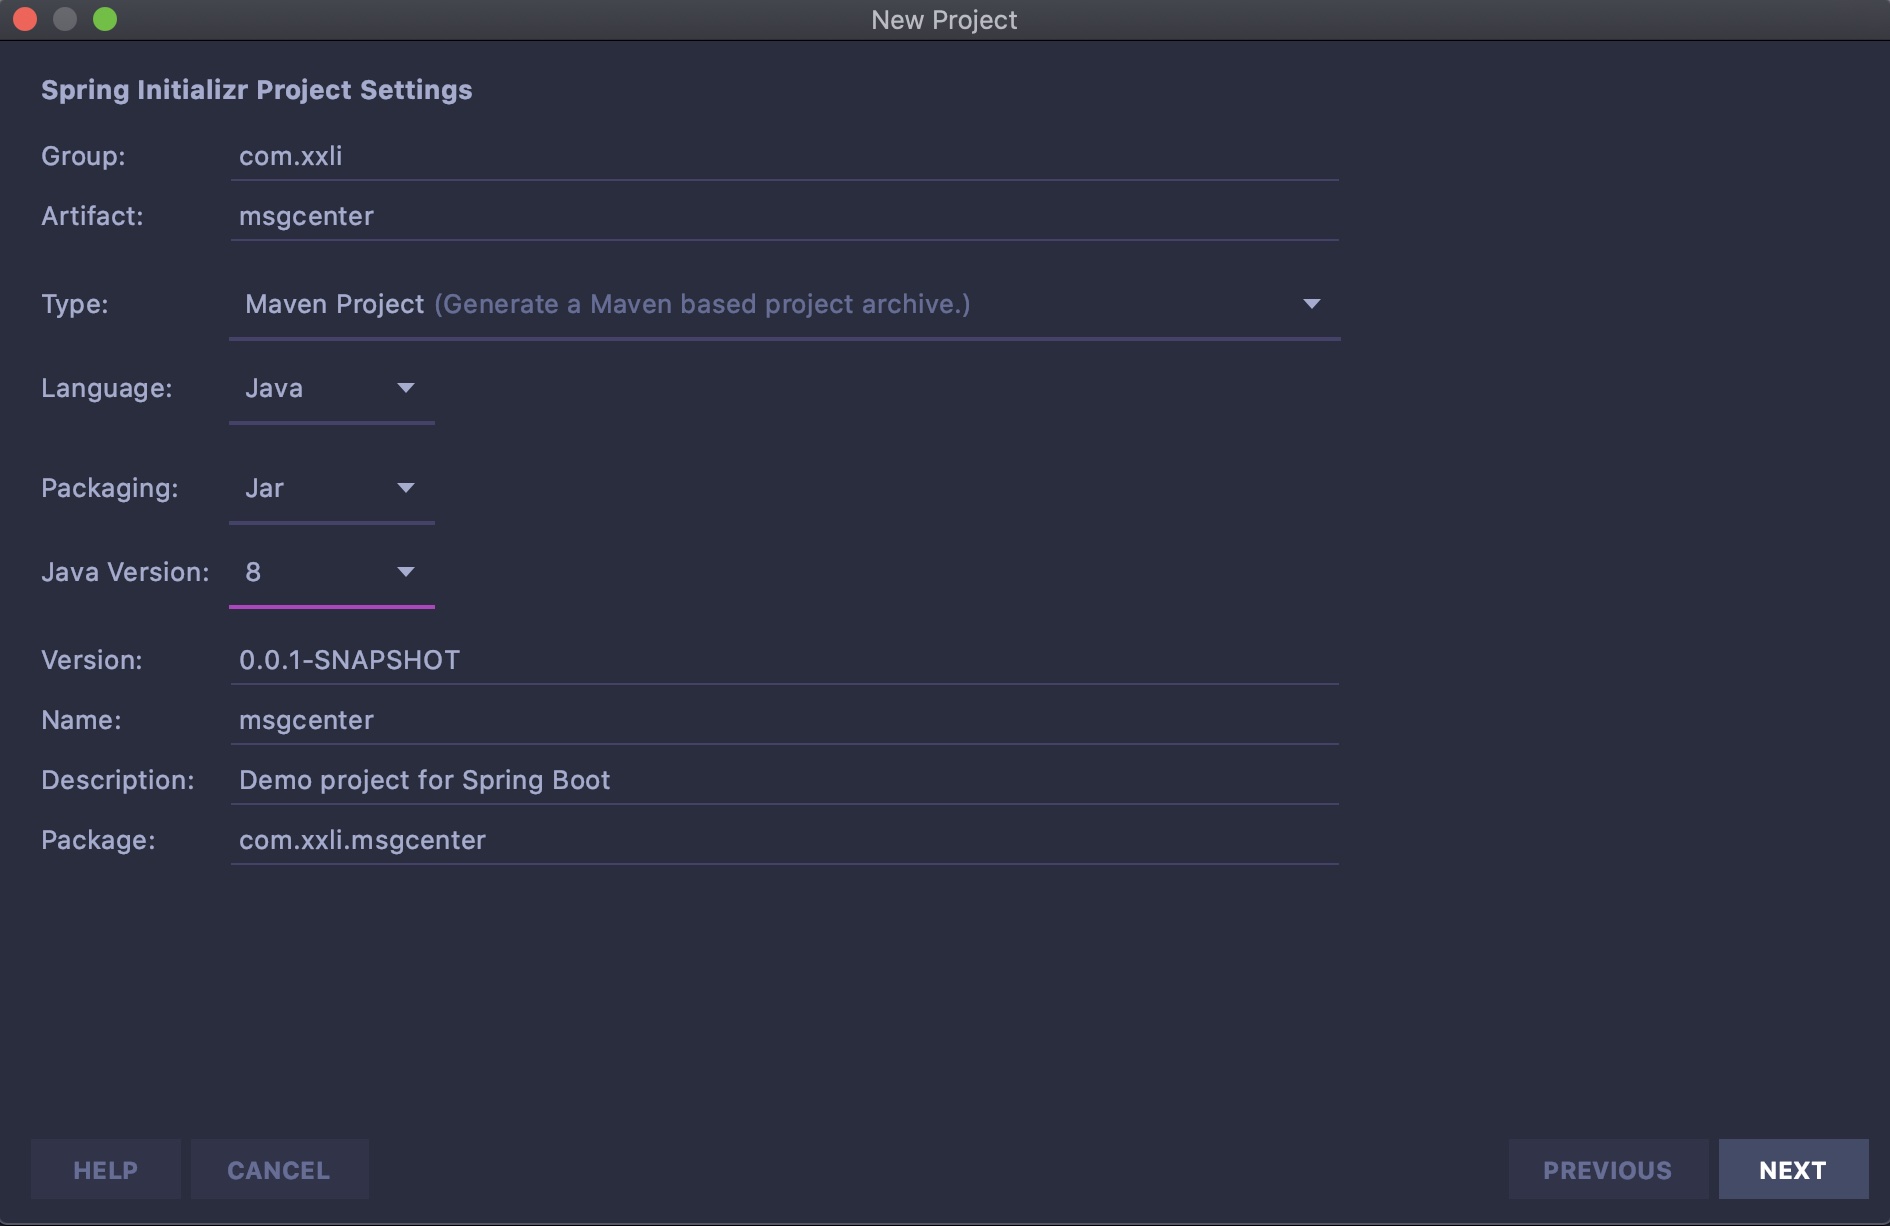 New Project
Spring Initializr Project Settings
Group: com.xxli
Artifact: msgcenter
Type: Maven Project (Generate a Maven based project archive.)
Language: Java
Packaging: Jar
Java Version: 8
Version: 0.0.1-SNAPSHOT
Name: msgcenter
Description: Demo project for Spring Boot
Package: com.xxli.msgcenter
HELP CANCEL PREVIOUS NEXT